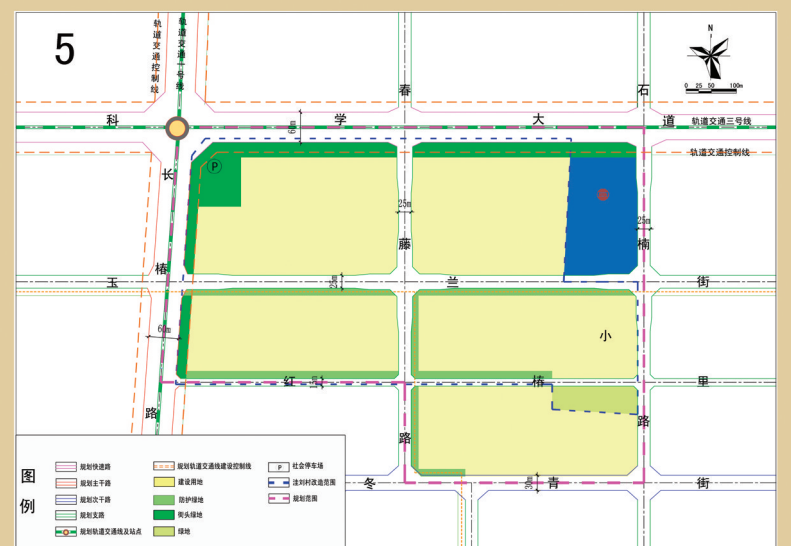 5
轨道交通控制线
轨道交通一号线
N
0 25 50 100m
春
石
科 学 大 道
轨道交通三号线
60m
轨道交通控制线
P
长
25m
25m
藤
楠
椿
玉 兰 街
25m
小
60m
红 椿 里
15m
路
路
路
冬 青 街
30m
图例
规划快速路
规划主干路
规划次干路
规划支路
规划轨道交通线及站点
规划轨道交通线建设控制线
建设用地
防护绿地
街头绿地
绿地
P 社会停车场
洼刘村改造范围
规划范围